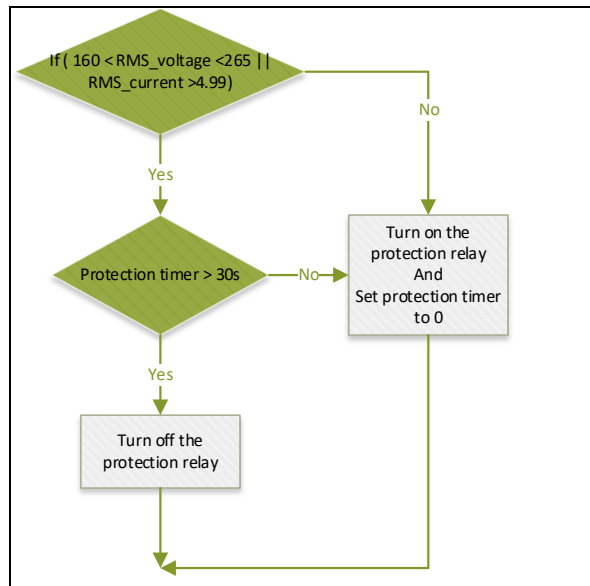 If ( 160 < RMS_voltage <265 ||
RMS_current >4.99)
No
Yes
Turn on the
protection relay
And
Set protection timer
to 0
Protection timer > 30s
No
Yes
Turn off the
protection relay